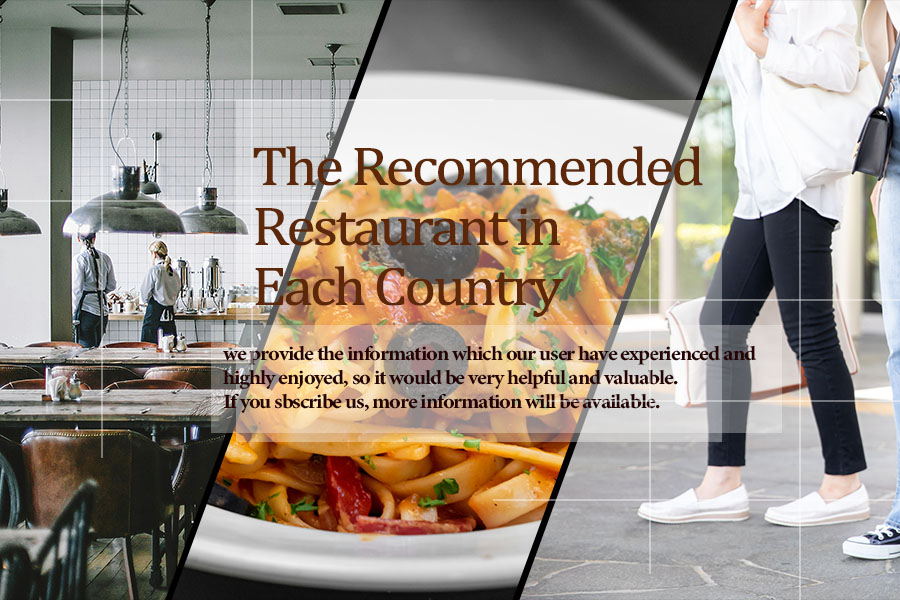 The Recommended
Restaurant in
Each Country
we provide the information which our user have experienced and
highly enjoyed, so it would be very helpful and valuable.
If you sbscribe us, more information will be available.